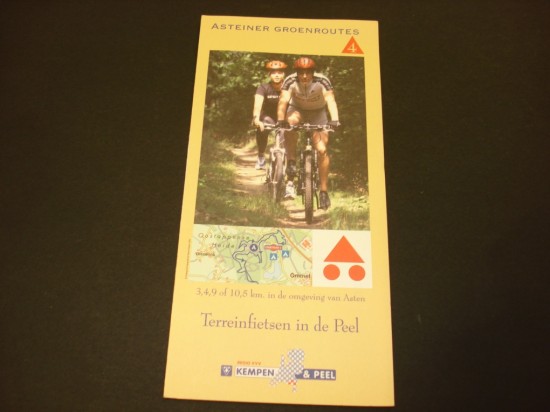 ASTEINER GROENROUTES
4
Ommel
3,4,9 of 10,5 km. in de omgeving van Asten
Terreinfietsen in de Peel
KEMPEN & PEEL